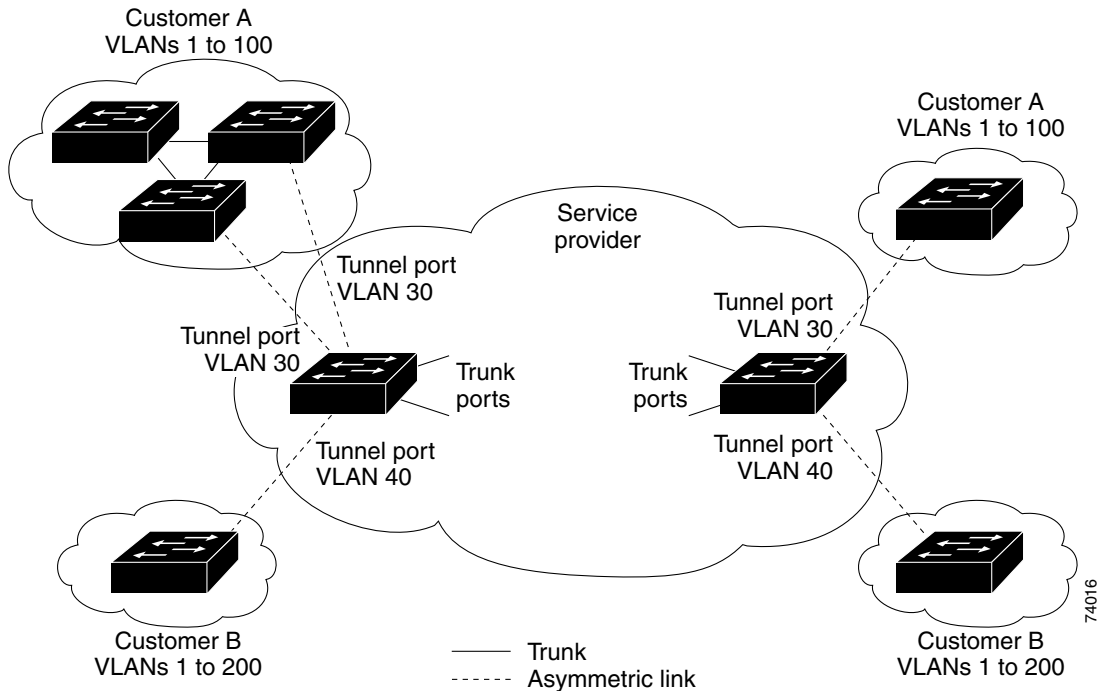 Customer A
VLANs 1 to 100
Customer A
VLANs 1 to 100
Service
provider
Tunnel port
VLAN 30
Tunnel port
VLAN 30
Tunnel port
VLAN 30
Trunk
ports
Trunk
ports
Tunnel port
VLAN 40
Tunnel port
VLAN 40
Customer B
VLANs 1 to 200
Customer B
VLANs 1 to 200
74016
Trunk
Asymmetric link